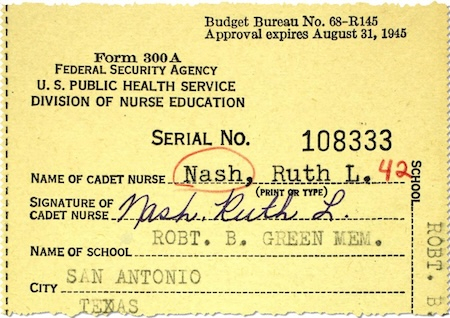 Budget Bureau No. 68-R145
Approval expires August 31, 1945
Form 300A
FEDERAL SECURITY AGENCY
U. S. PUBLIC HEALTH SERVICE
DIVISION OF NURSE EDUCATION
SERIAL NO. 108333
NAME OF CADET NURSE Nash, Ruth L. 42
(PRINT OR TYPE)
SIGNATURE OF
CADET NURSE Nash, Ruth L.
ROBT. B. GREEN MEM.
NAME OF SCHOOL
SAN ANTONIO
CITY
TEXAS
SCHOOL
ROBT. B.